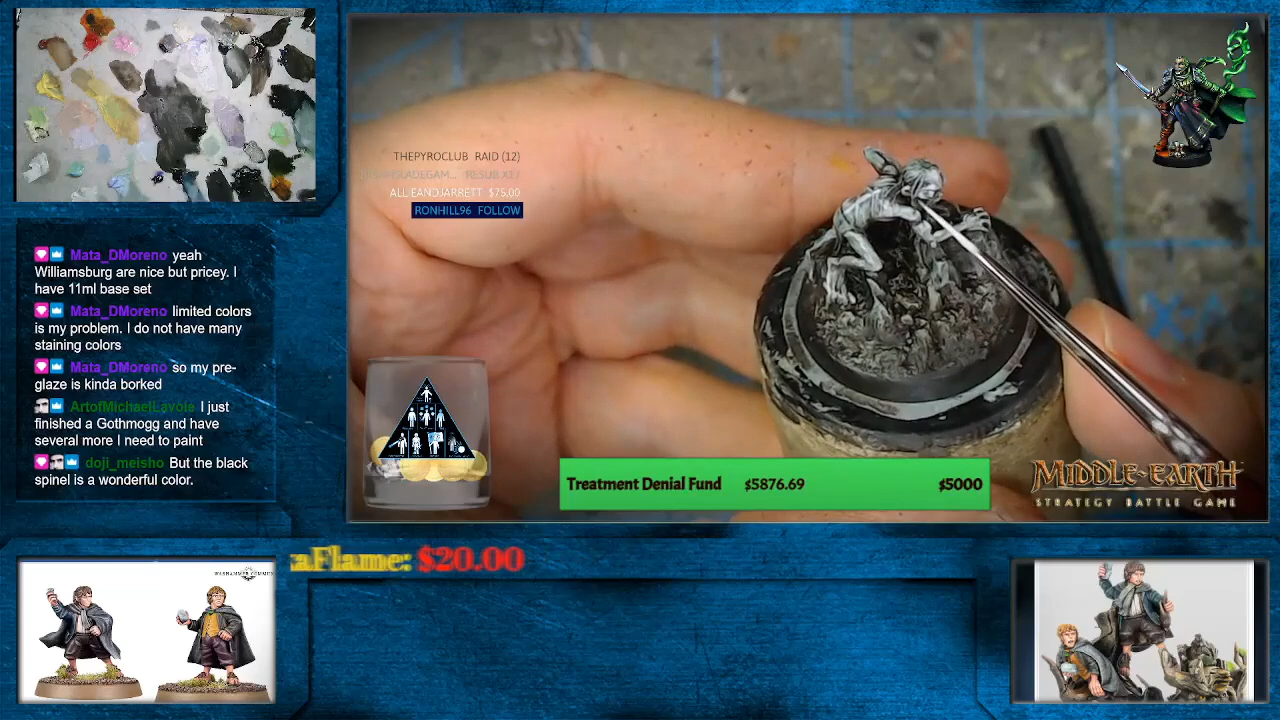 THEPYROCLUB RAID (12)
RESUB X17
ALLIEANDJARRETT $75.00
RONHILL96 FOLLOW
Mata_DMoreno yeah
Williamsburg are nice but pricey. I
have 11ml base set
Mata_DMoreno limited colors
is my problem. I do not have many
staining colors
Mata_DMoreno so my pre-
glaze is kinda borked
ArtofMichaelLavoie I just
finished a Gothmogg and have
several more I need to paint
doji_meisho But the black
spinel is a wonderful color.
Treatment Denial Fund $5876.69 $5000
MIDDLE-EARTH
STRATEGY BATTLE GAME
aFlame: $20.00